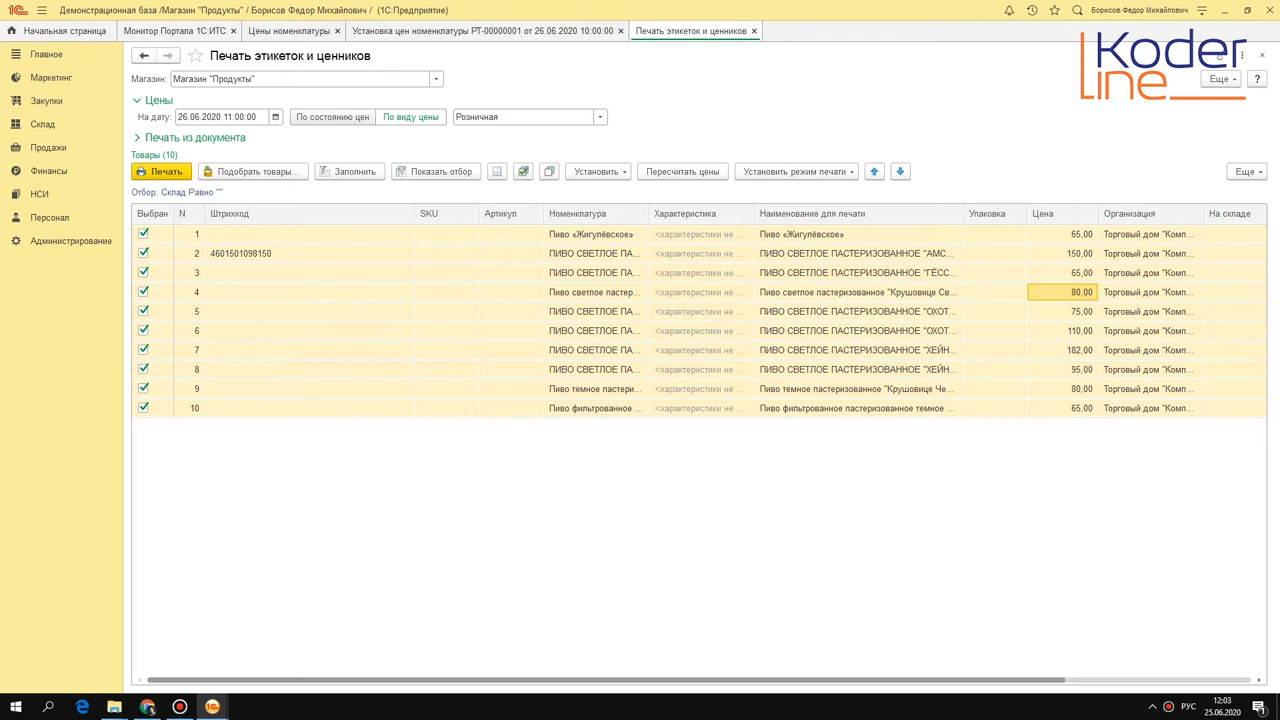 Демонстрационная база /Магазин "Продукты" / Борисов Федор Михайлович / (1С:Предприятие)
Борисов Федор Михайлович
Начальная страница
Монитор Портала 1С:ИТС ×
Цены номенклатуры ×
Установка цен номенклатуры РТ-00000001 от 26.06.2020 10:00:00 ×
Печать этикеток и ценников ×
Koder
line
Главное
Маркетинг
Закупки
Склад
Продажи
Финансы
НСИ
Персонал
Администрирование
Печать этикеток и ценников
Магазин: Магазин "Продукты"
Еще ?
Цены
На дату: 26.06.2020 11:00:00 По состоянию цен По виду цены Розничная
Печать из документа
Товары (10)
Печать Подобрать товары... Заполнить Показать отбор Установить Пересчитать цены Установить режим печати Еще
Отбор: Склад Равно ""
Выбран N Штрихкод SKU Артикул Номенклатура Характеристика Наименование для печати Упаковка Цена Организация На складе
1 Пиво «Жигулёвское» <характеристики не ... Пиво «Жигулёвское» 65,00 Торговый дом "Комп...
2 4601501098150 ПИВО СВЕТЛОЕ ПА... <характеристики не ... ПИВО СВЕТЛОЕ ПАСТЕРИЗОВАННОЕ "АМС... 150,00 Торговый дом "Комп...
3 ПИВО СВЕТЛОЕ ПА... <характеристики не ... ПИВО СВЕТЛОЕ ПАСТЕРИЗОВАННОЕ "ГЁСС... 65,00 Торговый дом "Комп...
4 Пиво светлое пастер... <характеристики не ... Пиво светлое пастеризованное "Крушовице Св... 80,00 Торговый дом "Комп...
5 ПИВО СВЕТЛОЕ ПА... <характеристики не ... ПИВО СВЕТЛОЕ ПАСТЕРИЗОВАННОЕ "ОХОТ... 75,00 Торговый дом "Комп...
6 ПИВО СВЕТЛОЕ ПА... <характеристики не ... ПИВО СВЕТЛОЕ ПАСТЕРИЗОВАННОЕ "ОХОТ... 110,00 Торговый дом "Комп...
7 ПИВО СВЕТЛОЕ ПА... <характеристики не ... ПИВО СВЕТЛОЕ ПАСТЕРИЗОВАННОЕ "ХЕЙН... 182,00 Торговый дом "Комп...
8 ПИВО СВЕТЛОЕ ПА... <характеристики не ... ПИВО СВЕТЛОЕ ПАСТЕРИЗОВАННОЕ "ХЕЙН... 95,00 Торговый дом "Комп...
9 Пиво темное пастери... <характеристики не ... Пиво темное пастеризованное "Крушовице Че... 80,00 Торговый дом "Комп...
10 Пиво фильтрованное ... <характеристики не ... Пиво фильтрованное пастеризованное темное ... 65,00 Торговый дом "Комп...
РУС
12:03
25.06.2020
1